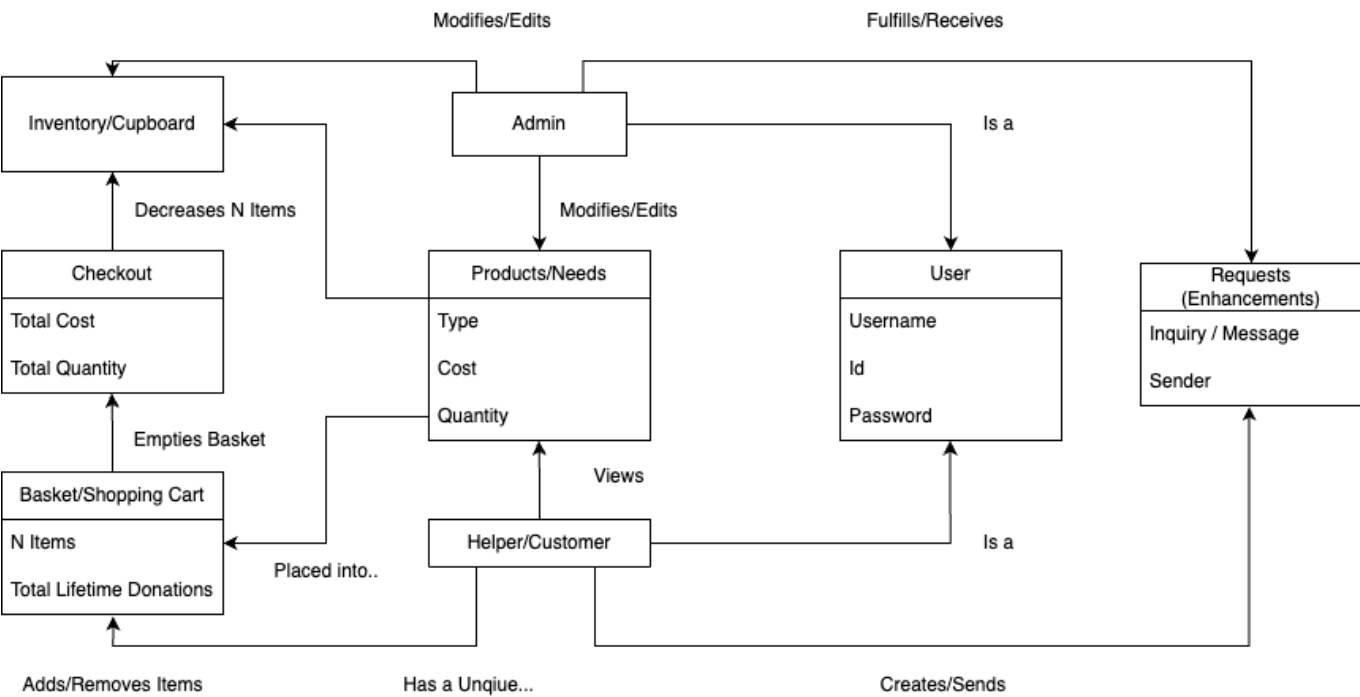 Modifies/Edits
Fulfills/Receives
Inventory/Cupboard
Admin
Is a
Decreases N Items
Modifies/Edits
Checkout
Total Cost
Total Quantity
Products/Needs
Type
Cost
Quantity
User
Username
Id
Password
Requests
(Enhancements)
Inquiry / Message
Sender
Empties Basket
Views
Basket/Shopping Cart
N Items
Total Lifetime Donations
Placed into..
Helper/Customer
Is a
Adds/Removes Items
Has a Unqiue...
Creates/Sends